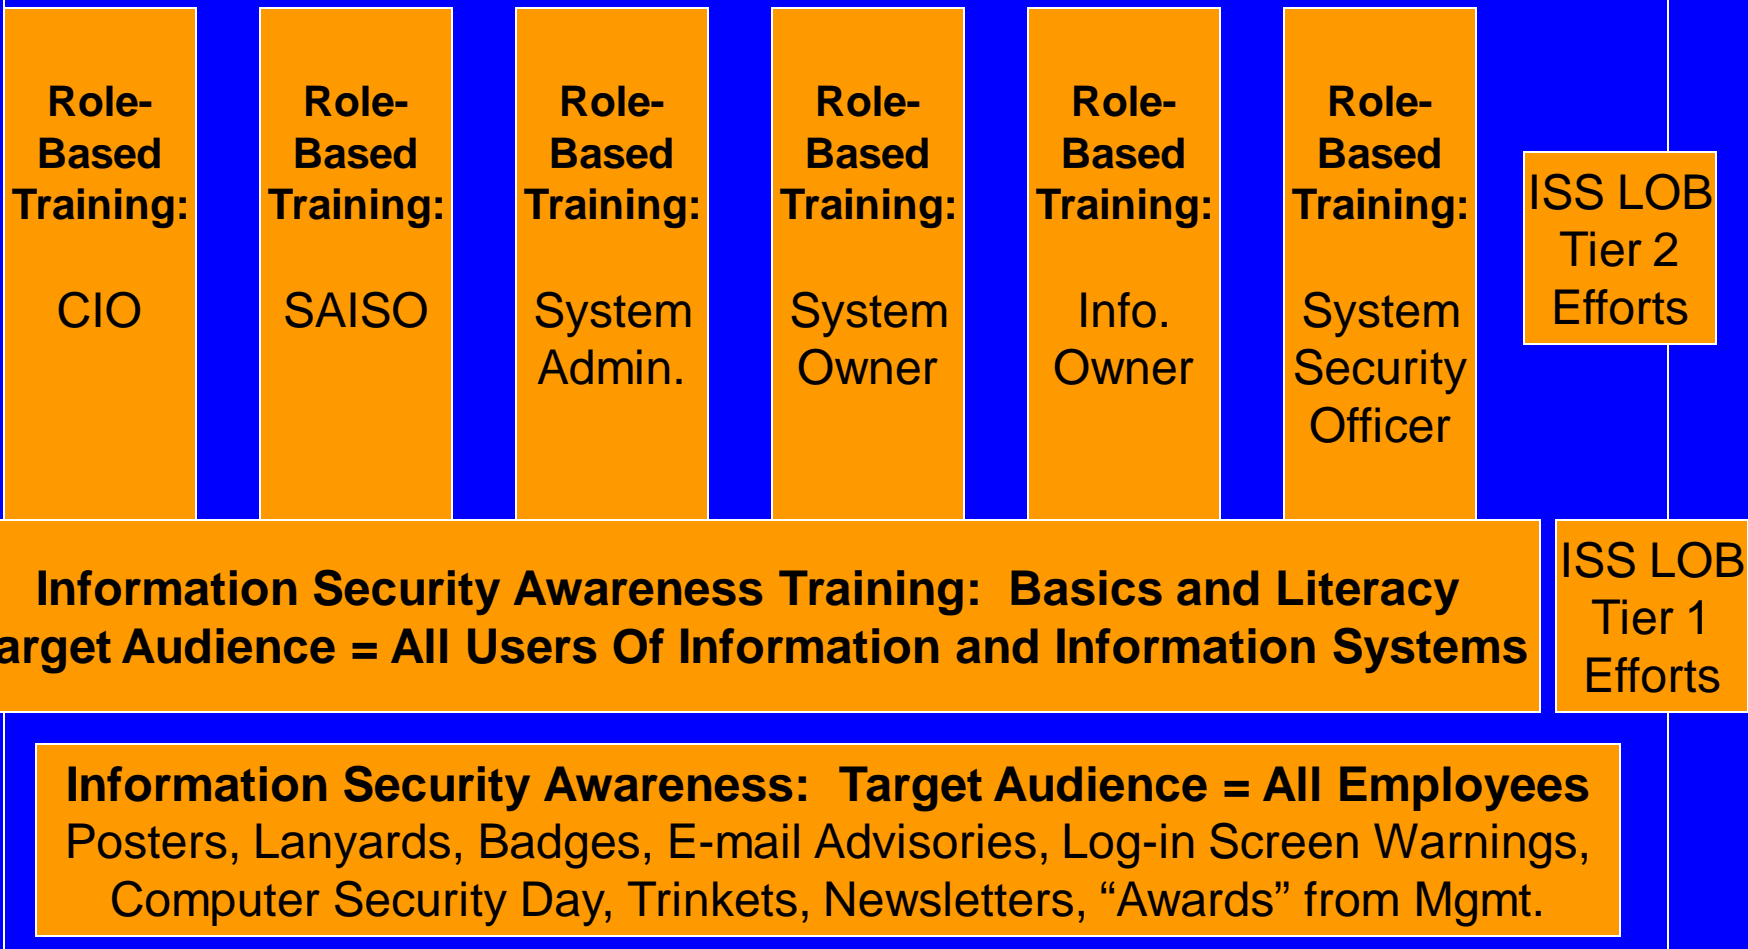 Role-
Based
Training:
CIO
Role-
Based
Training:
SAISO
Role-
Based
Training:
System
Admin.
Role-
Based
Training:
System
Owner
Role-
Based
Training:
Info.
Owner
Role-
Based
Training:
System
Security
Officer
ISS LOB
Tier 2
Efforts
Information Security Awareness Training:  Basics and Literacy
arget Audience = All Users Of Information and Information Systems
ISS LOB
Tier 1
Efforts
Information Security Awareness:  Target Audience = All Employees
Posters, Lanyards, Badges, E-mail Advisories, Log-in Screen Warnings,
Computer Security Day, Trinkets, Newsletters, “Awards” from Mgmt.